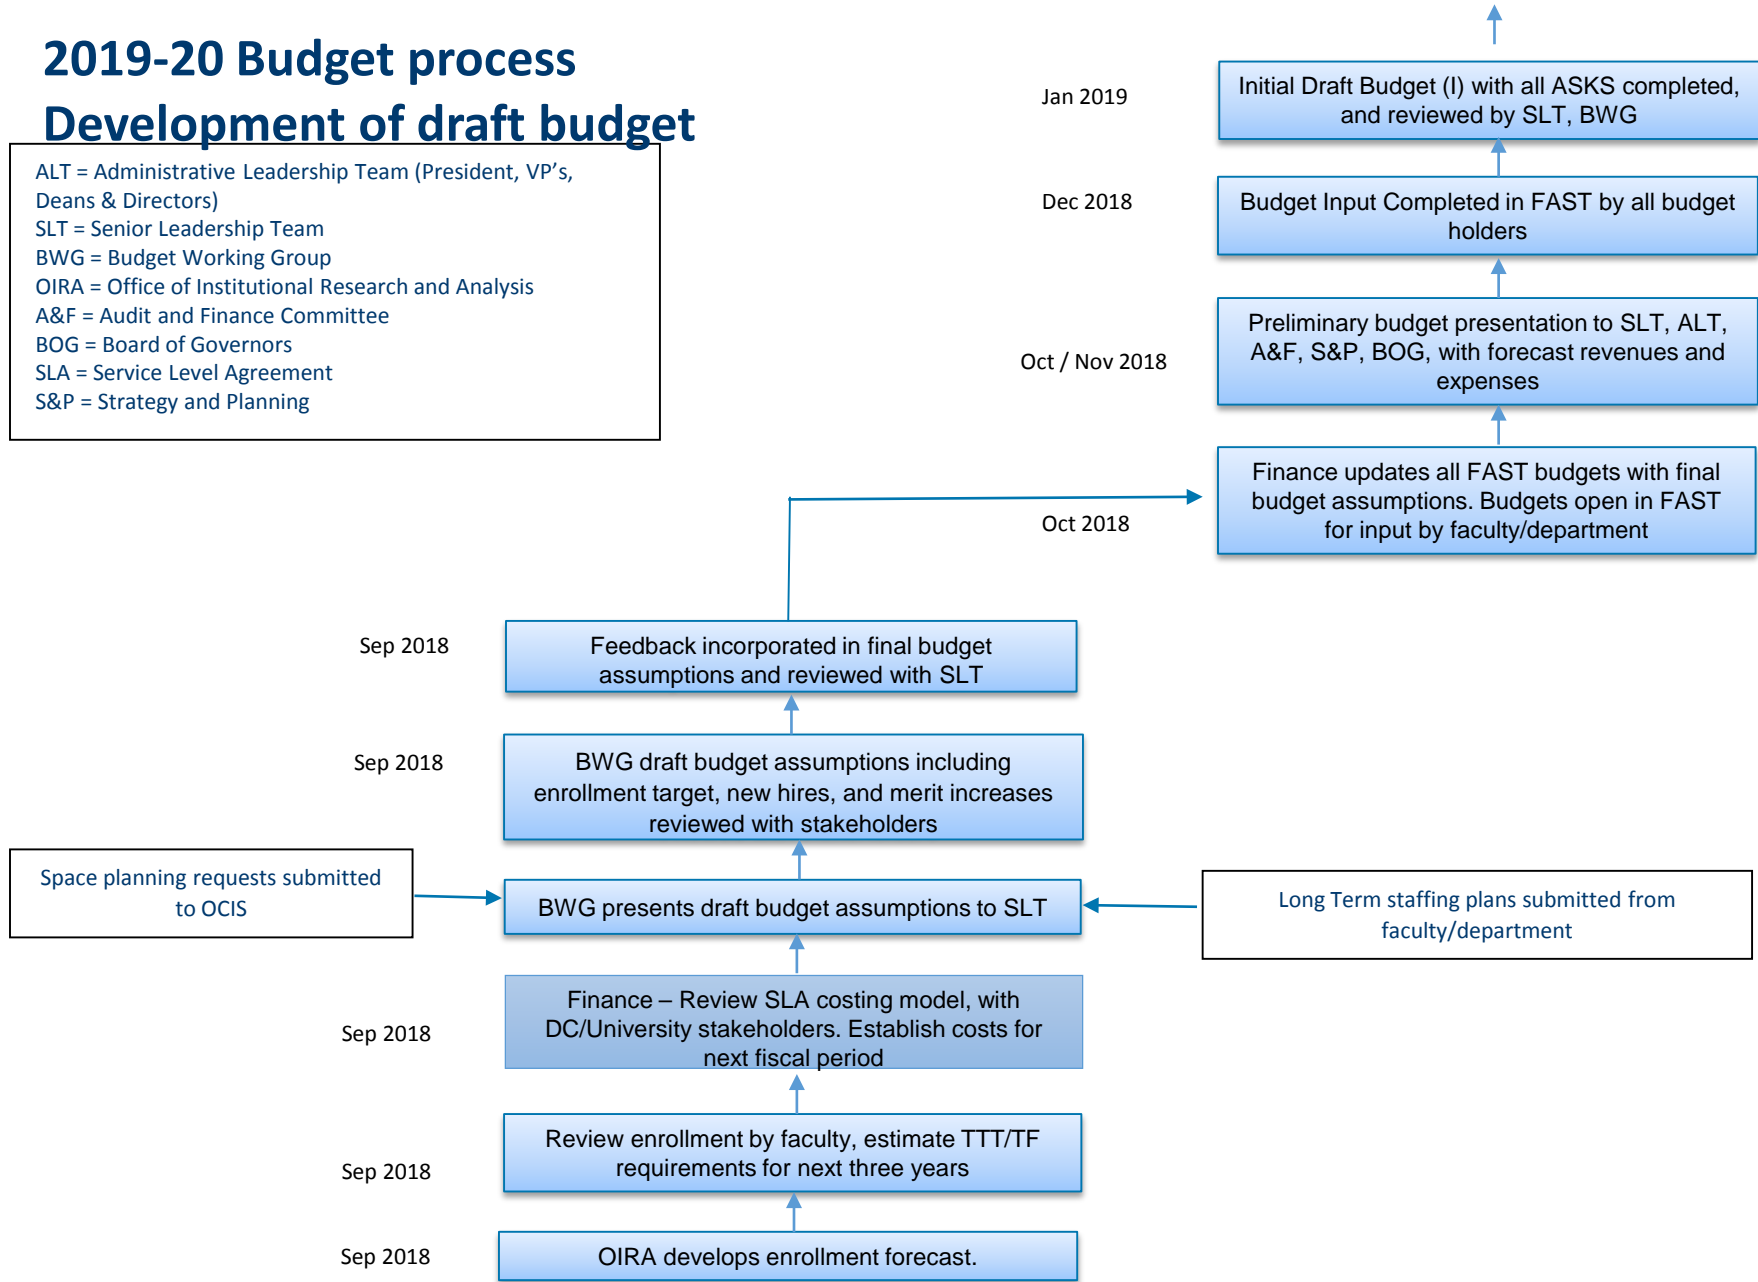 2019-20 Budget process
Development of draft budget
ALT = Administrative Leadership Team (President, VP's,
Deans & Directors)
SLT = Senior Leadership Team
BWG = Budget Working Group
OIRA = Office of Institutional Research and Analysis
A&F = Audit and Finance Committee
BOG = Board of Governors
SLA = Service Level Agreement
S&P = Strategy and Planning
Jan 2019
Initial Draft Budget (I) with all ASKS completed,
and reviewed by SLT, BWG
Dec 2018
Budget Input Completed in FAST by all budget
holders
Oct / Nov 2018
Preliminary budget presentation to SLT, ALT,
A&F, S&P, BOG, with forecast revenues and
expenses
Oct 2018
Finance updates all FAST budgets with final
budget assumptions. Budgets open in FAST
for input by faculty/department
Sep 2018
Feedback incorporated in final budget
assumptions and reviewed with SLT
Sep 2018
BWG draft budget assumptions including
enrollment target, new hires, and merit increases
reviewed with stakeholders
Space planning requests submitted
to OCIS
BWG presents draft budget assumptions to SLT
Long Term staffing plans submitted from
faculty/department
Sep 2018
Finance – Review SLA costing model, with
DC/University stakeholders. Establish costs for
next fiscal period
Sep 2018
Review enrollment by faculty, estimate TTT/TF
requirements for next three years
Sep 2018
OIRA develops enrollment forecast.